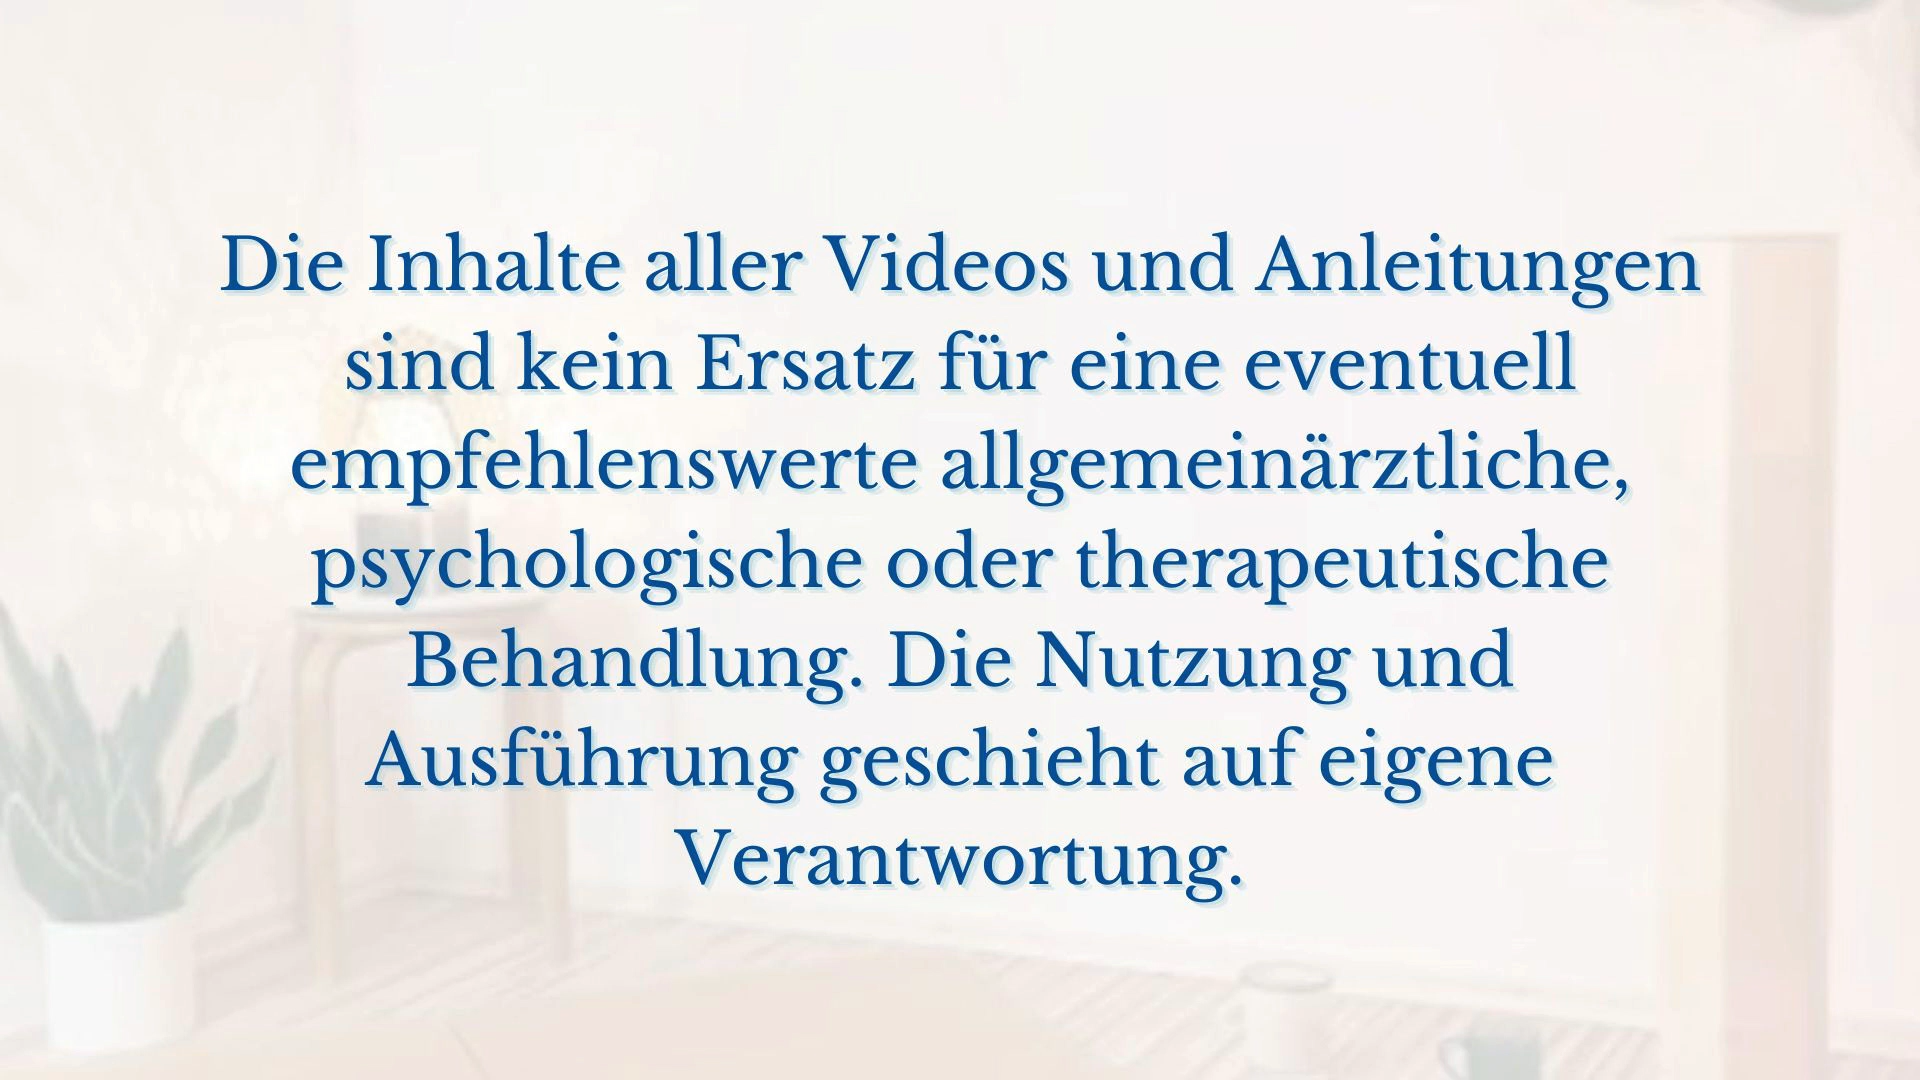 Die Inhalte aller Videos und Anleitungen
sind kein Ersatz für eine eventuell
empfehlenswerte allgemeinärztliche,
psychologische oder therapeutische
Behandlung. Die Nutzung und
Ausführung geschieht auf eigene
Verantwortung.